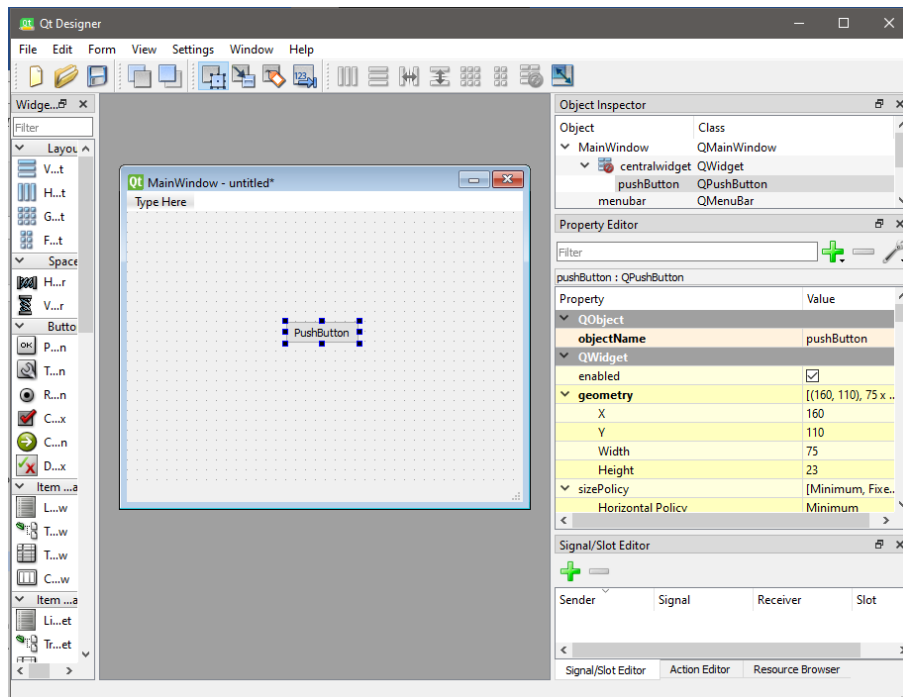 Qt Designer
File Edit Form View Settings Window Help
Widge...
Filter
Layou
V...t
H...t
G...t
F...t
Space
H...r
V...r
Butto
OK P...n
T...n
R...n
C...x
C...n
D...x
Item ...a
L...w
T...w
T...w
C...w
Item ...a
Li...et
Tr...et
Qt MainWindow - untitled*
Type Here
PushButton
Object Inspector
Object Class
MainWindow QMainWindow
centralwidget QWidget
pushButton QPushButton
menubar QMenuBar
Property Editor
Filter
pushButton : QPushButton
Property Value
QObject
objectName pushButton
QWidget
enabled
geometry [(160, 110), 75 x ..
X 160
Y 110
Width 75
Height 23
sizePolicy [Minimum, Fixe..
Horizontal Policy Minimum
Signal/Slot Editor
Sender Signal Receiver Slot
Signal/Slot Editor Action Editor Resource Browser